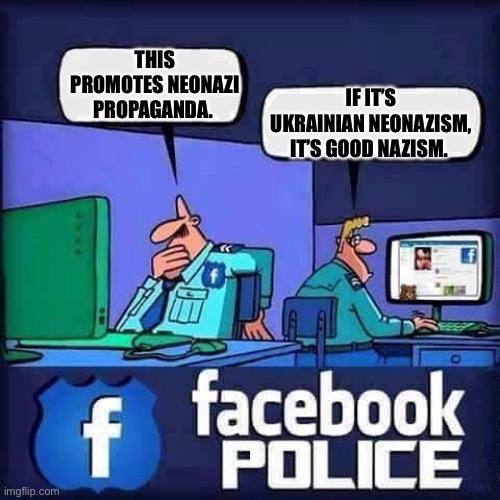 THIS
PROMOTES NEONAZI
PROPAGANDA.
IF IT'S
UKRAINIAN NEONAZISM,
IT'S GOOD NAZISM.
f
f
f
facebook
POLICE
imgflip.com